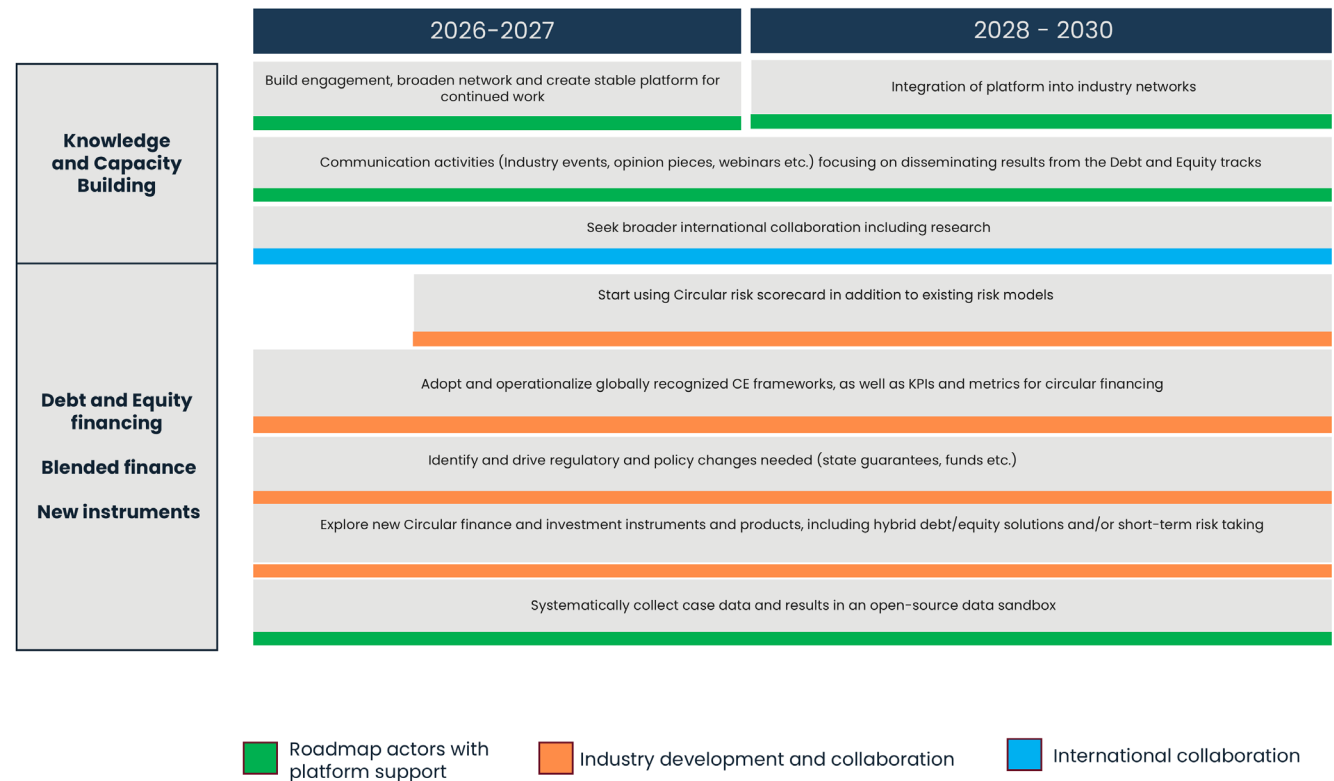 2026-2027
2028 - 2030
Knowledge
and Capacity
Building
Build engagement, broaden network and create stable platform for
continued work
Integration of platform into industry networks
Communication activities (Industry events, opinion pieces, webinars etc.) focusing on disseminating results from the Debt and Equity tracks
Seek broader international collaboration including research
Debt and Equity
financing
Blended finance
New instruments
Start using Circular risk scorecard in addition to existing risk models
Adopt and operationalize globally recognized CE frameworks, as well as KPIs and metrics for circular financing
Identify and drive regulatory and policy changes needed (state guarantees, funds etc.)
Explore new Circular finance and investment instruments and products, including hybrid debt/equity solutions and/or short-term risk taking
Systematically collect case data and results in an open-source data sandbox
Roadmap actors with
platform support
Industry development and collaboration
International collaboration